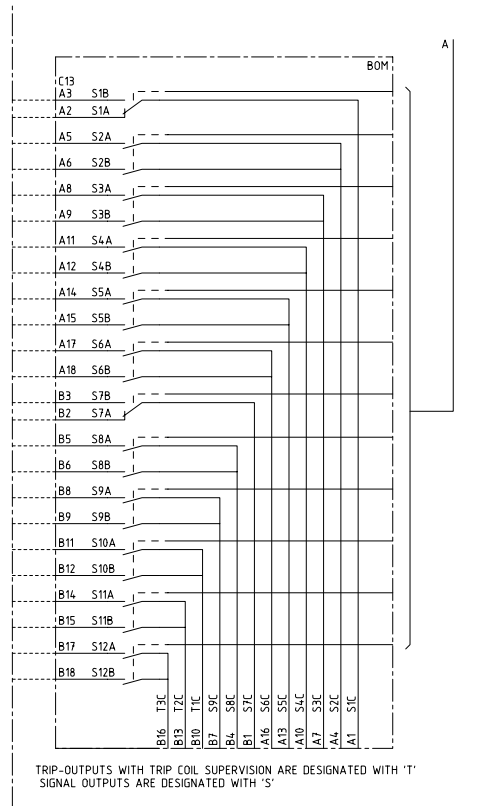 A
BOM
C13
A3 S1B
A2 S1A
A5 S2A
A6 S2B
A8 S3A
A9 S3B
A11 S4A
A12 S4B
A14 S5A
A15 S5B
A17 S6A
A18 S6B
B3 S7B
B2 S7A
B5 S8A
B6 S8B
B8 S9A
B9 S9B
B11 S10A
B12 S10B
B14 S11A
B15 S11B
B17 S12A
B18 S12B
B16 T3C
B13 T2C
B10 T1C
B7 S9C
B4 S8C
B1 S7C
A16 S6C
A13 S5C
A10 S4C
A7 S3C
A4 S2C
A1 S1C
TRIP-OUTPUTS WITH TRIP COIL SUPERVISION ARE DESIGNATED WITH 'T'
SIGNAL OUTPUTS ARE DESIGNATED WITH 'S'